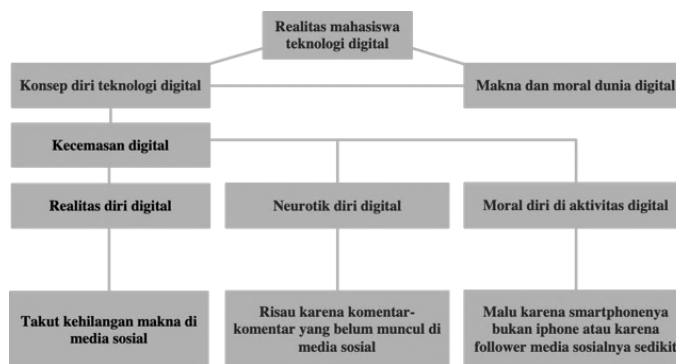 Realitas mahasiswa
teknologi digital
Konsep diri teknologi digital
Makna dan moral dunia digital
Kecemasan digital
Realitas diri digital
Neurotik diri digital
Moral diri di aktivitas digital
Takut kehilangan makna di
media sosial
Risau karena komentar-
komentar yang belum muncul di
media sosial
Malu karena smartphonenya
bukan iphone atau karena
follower media sosialnya sedikit